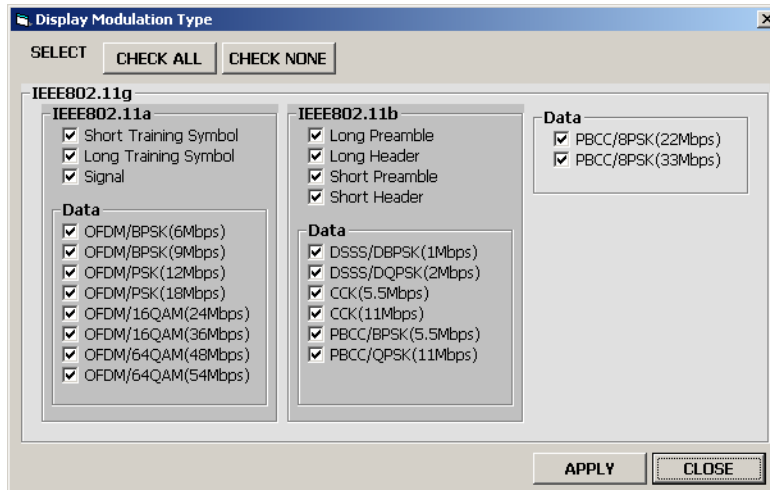 Display Modulation Type
SELECT
CHECK ALL
CHECK NONE
IEEE802.11g
IEEE802.11a
Short Training Symbol
Long Training Symbol
Signal
Data
OFDM/BPSK(6Mbps)
OFDM/BPSK(9Mbps)
OFDM/PSK(12Mbps)
OFDM/PSK(18Mbps)
OFDM/16QAM(24Mbps)
OFDM/16QAM(36Mbps)
OFDM/64QAM(48Mbps)
OFDM/64QAM(54Mbps)
IEEE802.11b
Long Preamble
Long Header
Short Preamble
Short Header
Data
DSSS/DBPSK(1Mbps)
DSSS/DQPSK(2Mbps)
CCK(5.5Mbps)
CCK(11Mbps)
PBCC/BPSK(5.5Mbps)
PBCC/QPSK(11Mbps)
Data
PBCC/8PSK(22Mbps)
PBCC/8PSK(33Mbps)
APPLY
CLOSE